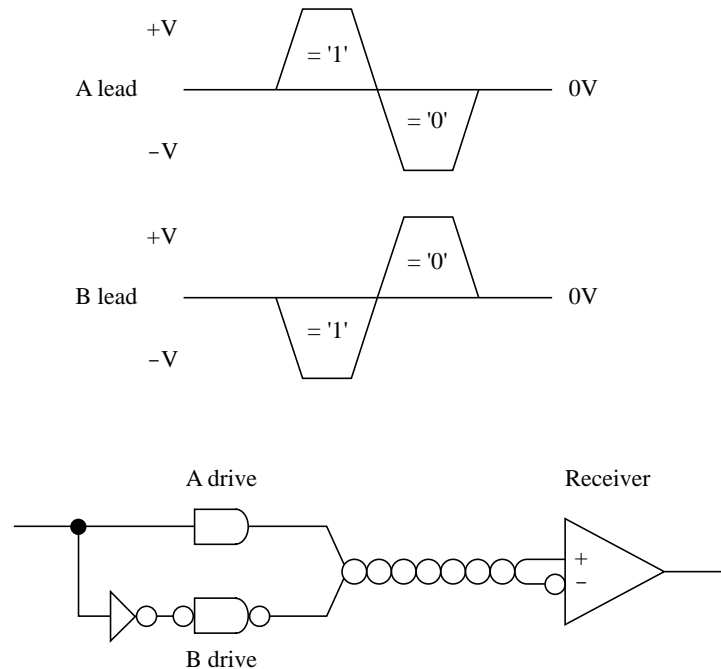 +V
= '1'
A lead
0V
= '0'
−V
+V
= '0'
B lead
0V
= '1'
−V
A drive
Receiver
+
−
B drive